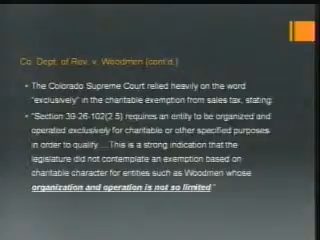 Co. Dept. of Rev. v. Woodmen (cont'd.)
• The Colorado Supreme Court relied heavily on the word
"exclusively" in the charitable exemption from sales tax, stating:
• "Section 39-26-102(2.5) requires an entity to be organized and
operated exclusively for charitable or other specified purposes
in order to qualify ... This is a strong indication that the
legislature did not contemplate an exemption based on
charitable character for entities such as Woodmen whose
organization and operation is not so limited."